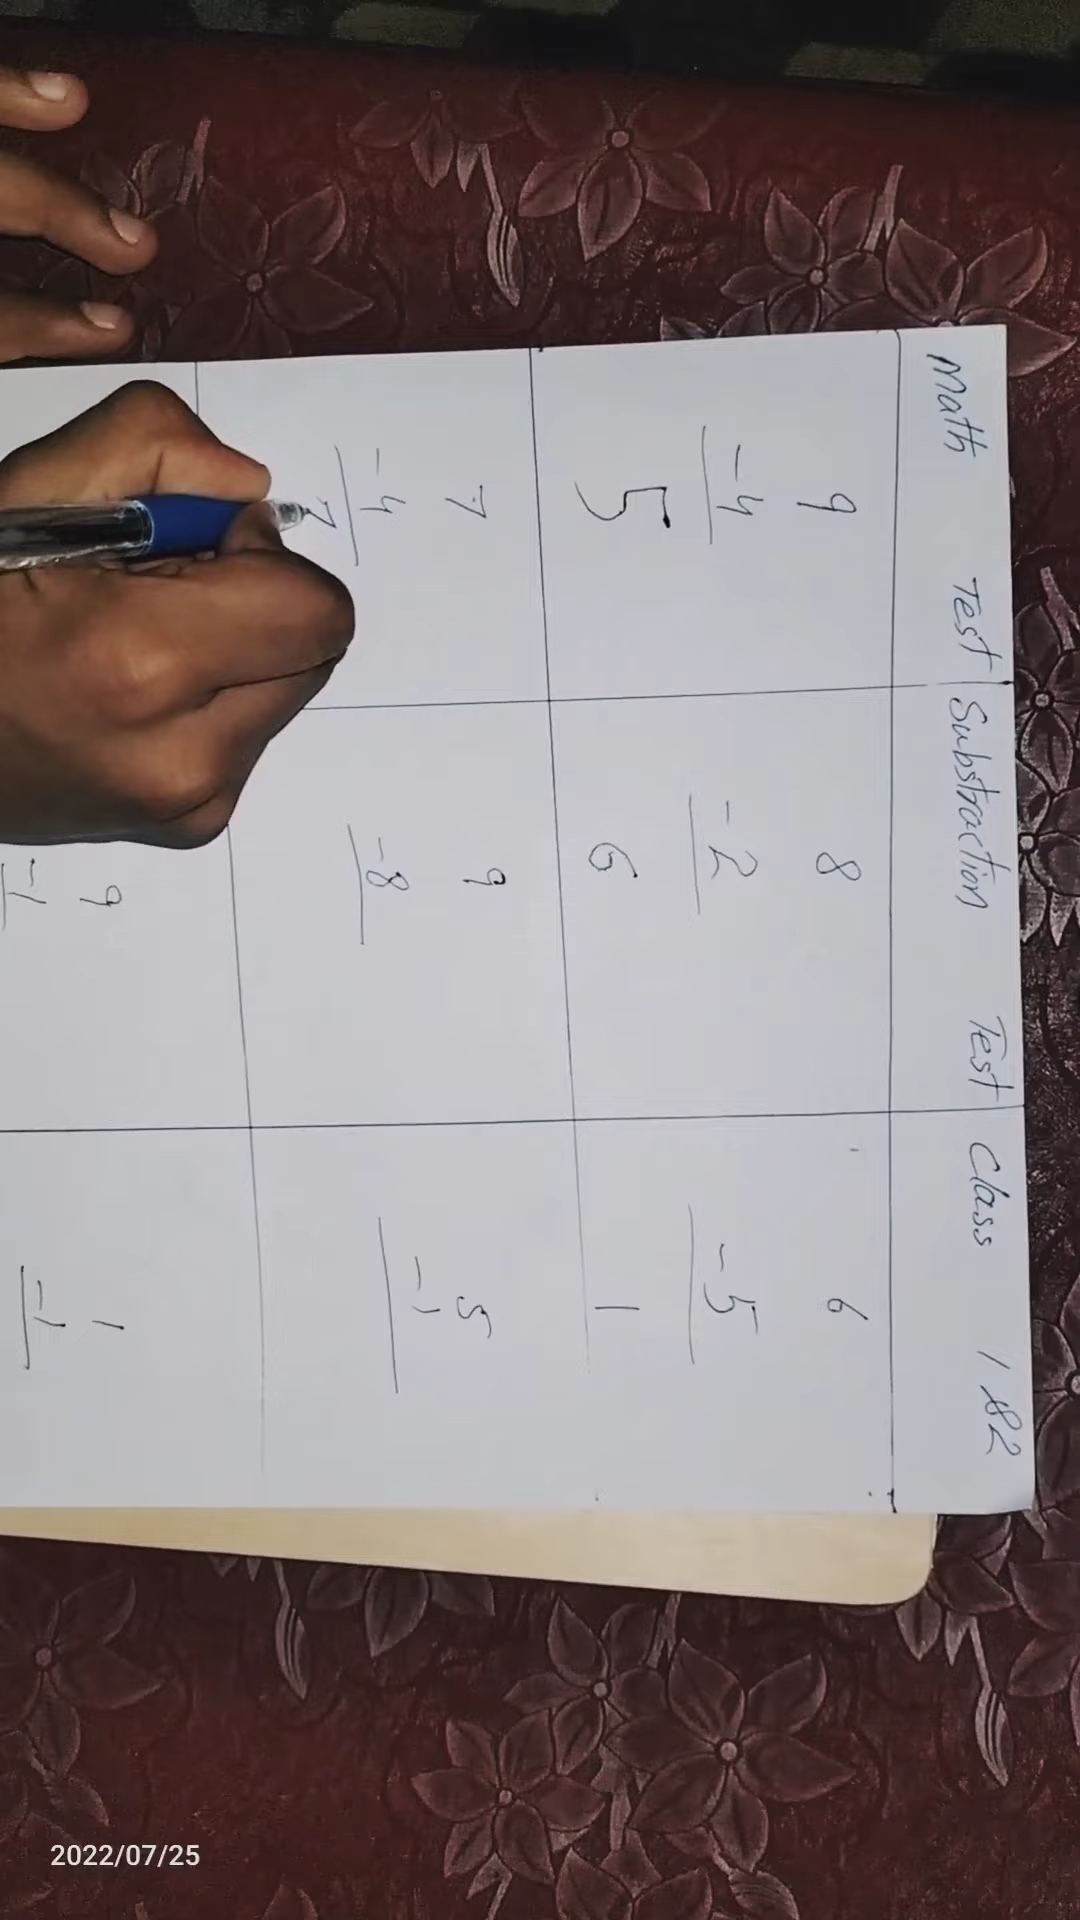 Math Test Substraction Test Class 1 & 2
9 8 6
-4 -2 -5
5 6 1
7 9 5
-4 -8 -1
9 1
-1 -1
2022/07/25